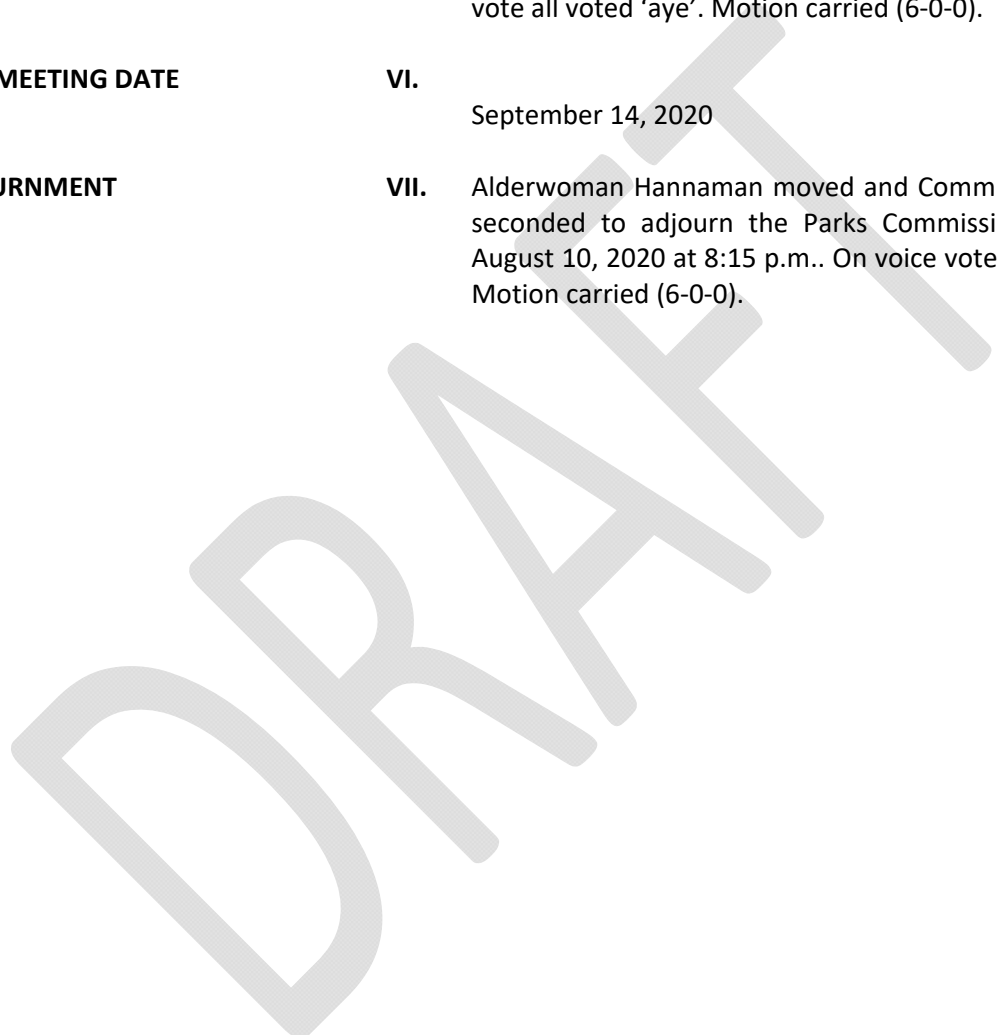 vote all voted ‘aye’. Motion carried (6-0-0).
MEETING DATE VI.
September 14, 2020
URNMENT VII. Alderwoman Hannaman moved and Comm
seconded to adjourn the Parks Commissi
August 10, 2020 at 8:15 p.m.. On voice vote
Motion carried (6-0-0).
DRAFT